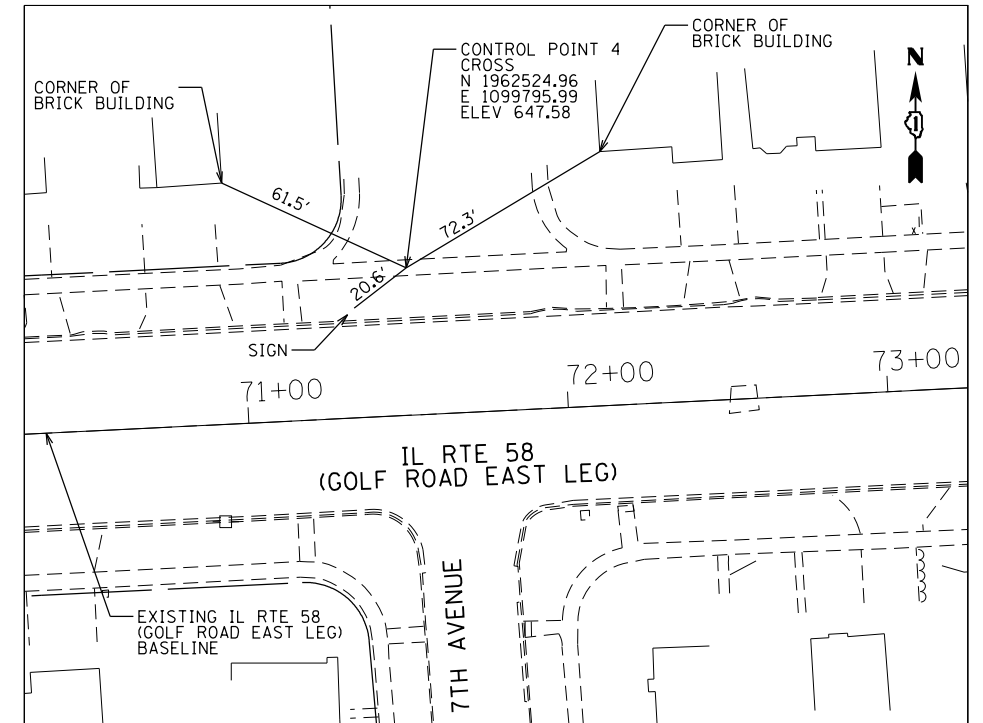 CORNER OF
BRICK BUILDING
CONTROL POINT 4
CROSS
N 1962524.96
E 1099795.99
ELEV 647.58
CORNER OF
BRICK BUILDING
N
61.5'
72.3'
20.6'
SIGN
71+00
72+00
73+00
IL RTE 58
(GOLF ROAD EAST LEG)
7TH AVENUE
EXISTING IL RTE 58
(GOLF ROAD EAST LEG)
BASELINE